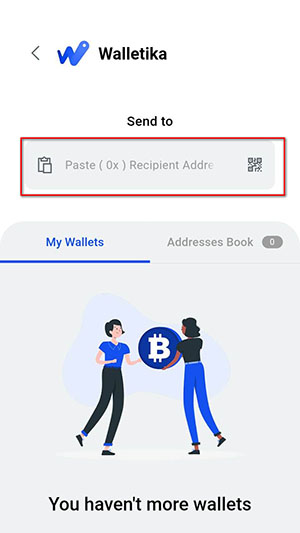 Walletika
Send to
Paste ( 0x ) Recipient Addre
My Wallets
Addresses Book 0
You haven't more wallets